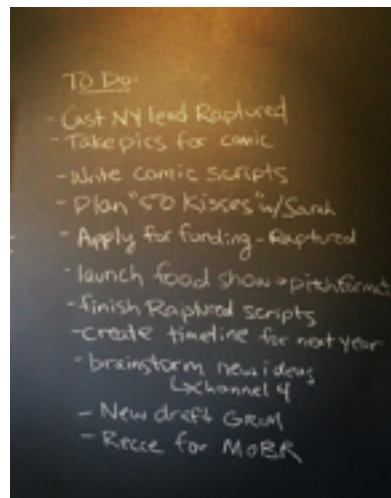 TO DO:
- Cast NY lead Raptured
- Take pics for comic
- Write comic scripts
- Plan "50 Kisses" w/Sarah
- Apply for funding - Raptured
- launch food show → pitch format
- finish Raptured scripts
- create timeline for next year
- brainstorm new ideas
↳ channel 4
- New draft GRIM
- Recce for MOBR